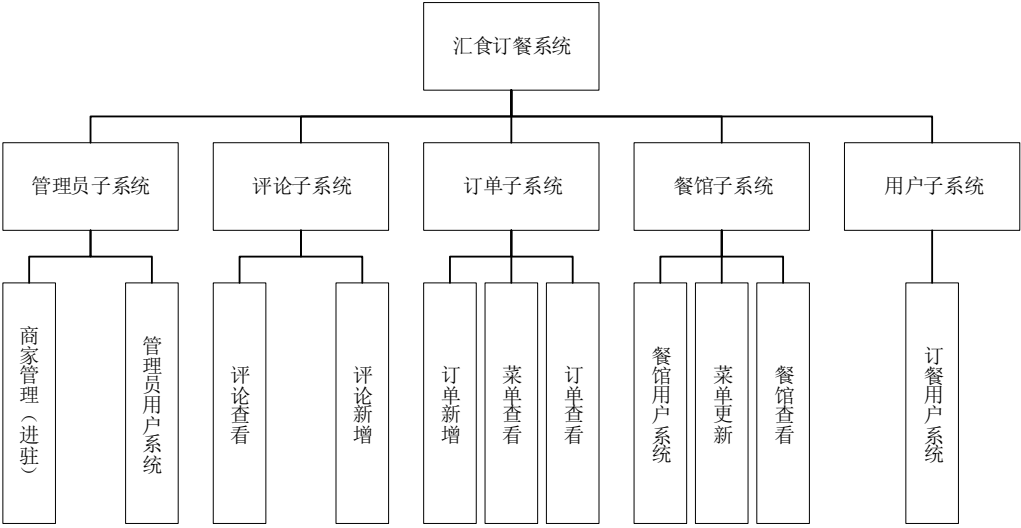 汇食订餐系统
管理员子系统
评论子系统
订单子系统
餐馆子系统
用户子系统
商家管理（进驻）
管理员用户系统
评论查看
评论新增
订单新增
菜单查看
订单查看
餐馆用户系统
菜单更新
餐馆查看
订餐用户系统